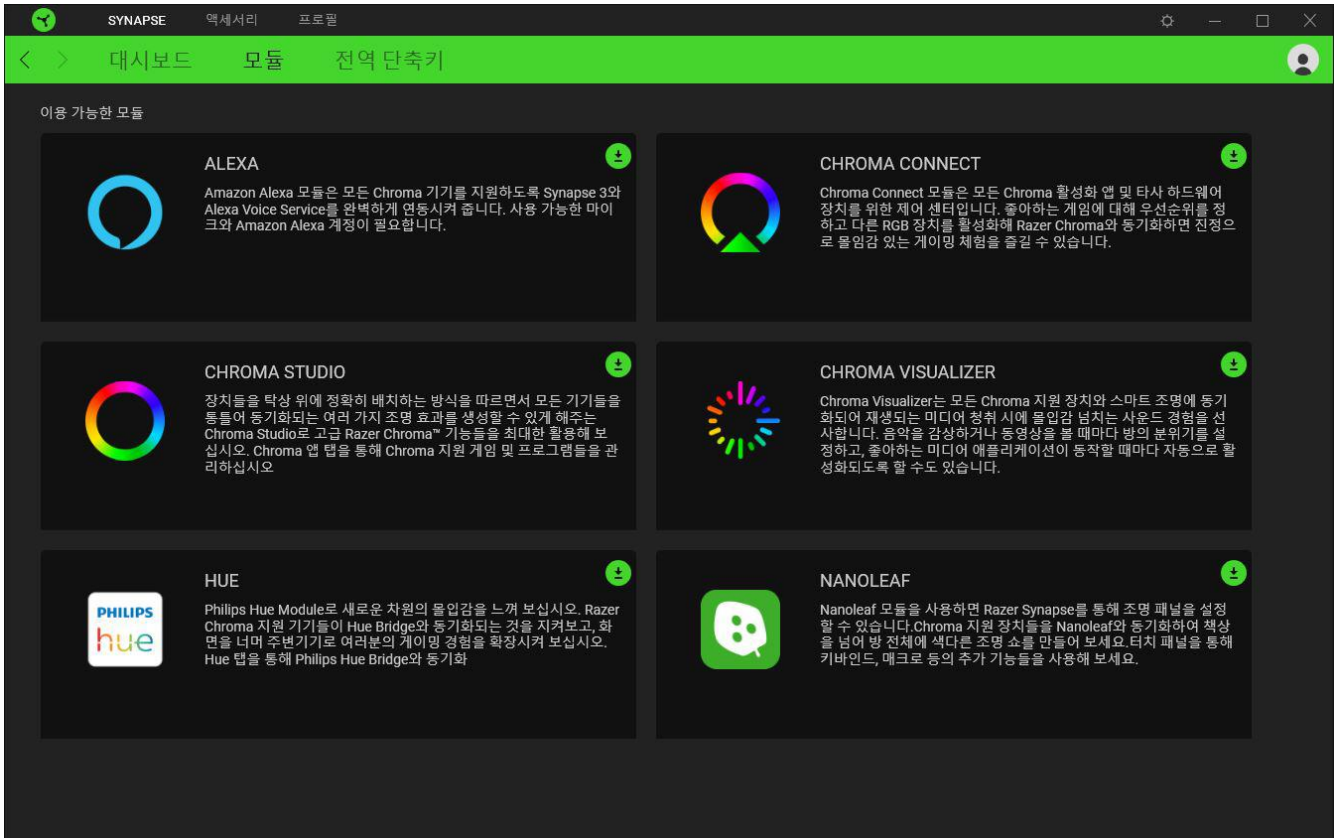 SYNAPSE 액세서리 프로필
대시보드 모듈 전역 단축키
이용 가능한 모듈
ALEXA
Amazon Alexa 모듈은 모든 Chroma 기기를 지원하도록 Synapse 3와
Alexa Voice Service를 완벽하게 연동시켜 줍니다. 사용 가능한 마이
크와 Amazon Alexa 계정이 필요합니다.
CHROMA CONNECT
Chroma Connect 모듈은 모든 Chroma 활성화 앱 및 타사 하드웨어
장치를 위한 제어 센터입니다. 좋아하는 게임에 대해 우선순위를 정
하고 다른 RGB 장치를 활성화해 Razer Chroma와 동기화하면 진정으
로 몰입감 있는 게이밍 체험을 즐길 수 있습니다.
CHROMA STUDIO
장치들을 탁상 위에 정확히 배치하는 방식을 따르면서 모든 기기들을
통틀어 동기화되는 여러 가지 조명 효과를 생성할 수 있게 해주는
Chroma Studio로 고급 Razer Chroma™ 기능들을 최대한 활용해 보
십시오. Chroma 앱 탭을 통해 Chroma 지원 게임 및 프로그램들을 관
리하십시오
CHROMA VISUALIZER
Chroma Visualizer는 모든 Chroma 지원 장치와 스마트 조명에 동기
화되어 재생되는 미디어 청취 시에 몰입감 넘치는 사운드 경험을 선
사합니다. 음악을 감상하거나 동영상을 볼 때마다 방의 분위기를 설
정하고, 좋아하는 미디어 애플리케이션이 동작할 때마다 자동으로 활
성화되도록 할 수도 있습니다.
PHILIPS
hue
HUE
Philips Hue Module로 새로운 차원의 몰입감을 느껴 보십시오. Razer
Chroma 지원 기기들이 Hue Bridge와 동기화되는 것을 지켜보고, 화
면을 너머 주변기기로 여러분의 게이밍 경험을 확장시켜 보십시오.
Hue 탭을 통해 Philips Hue Bridge와 동기화
NANOLEAF
Nanoleaf 모듈을 사용하면 Razer Synapse를 통해 조명 패널을 설정
할 수 있습니다.Chroma 지원 장치들을 Nanoleaf와 동기화하여 책상
을 넘어 방 전체에 색다른 조명 쇼를 만들어 보세요.터치 패널을 통해
키바인드, 매크로 등의 추가 기능들을 사용해 보세요.